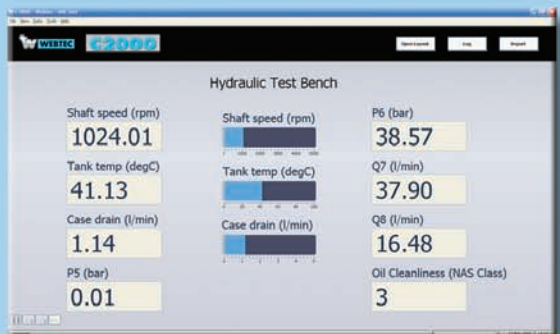 WEBTEC C2000
Hydraulic Test Bench
Shaft speed (rpm)
1024.01
Tank temp (degC)
41.13
Case drain (l/min)
1.14
P5 (bar)
0.01
Shaft speed (rpm)
Tank temp (degC)
Case drain (l/min)
P6 (bar)
38.57
Q7 (l/min)
37.90
Q8 (l/min)
16.48
Oil Cleanliness (NAS Class)
3